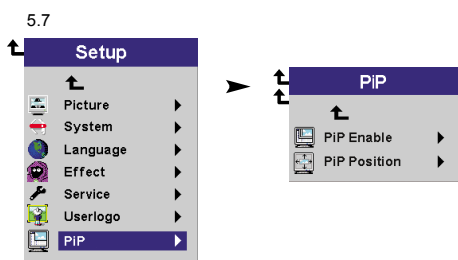 5.7
Setup
Picture
System
Language
Effect
Service
Userlogo
PiP
PiP
PiP Enable
PiP Position